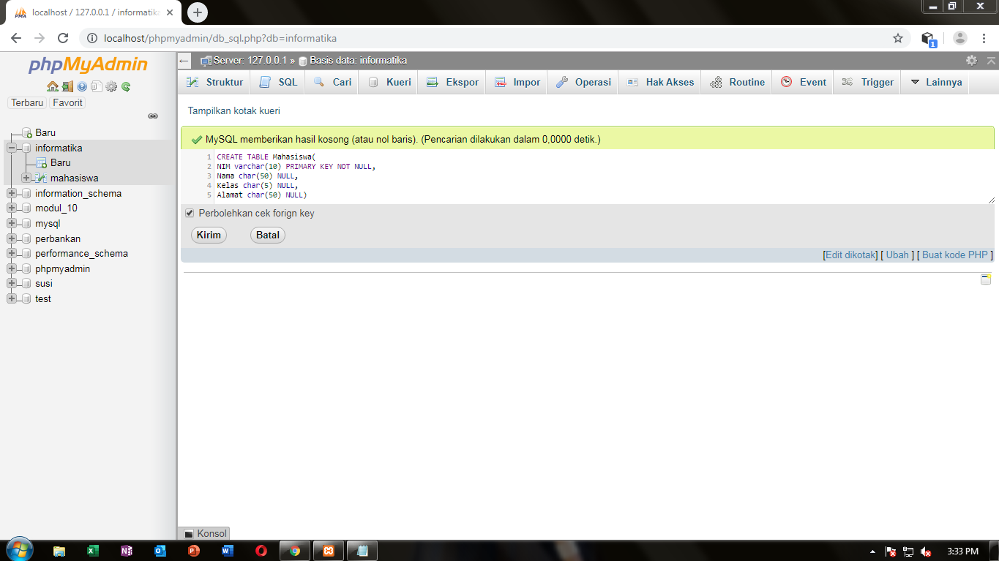 localhost / 127.0.0.1 / informatika
localhost/phpmyadmin/db_sql.php?db=informatika
1
phpMyAdmin
Terbaru Favorit
Baru
informatika
Baru
mahasiswa
information_schema
modul_10
mysql
perbankan
performance_schema
phpmyadmin
susi
test
Server: 127.0.0.1 » Basis data: informatika
Struktur SQL Cari Kueri Ekspor Impor Operasi Hak Akses Routine Event Trigger Lainnya
Tampilkan kotak kueri
MySQL memberikan hasil kosong (atau nol baris). (Pencarian dilakukan dalam 0,0000 detik.)
1 CREATE TABLE Mahasiswa(
2 NIM varchar(10) PRIMARY KEY NOT NULL,
3 Nama char(50) NULL,
4 Kelas char(5) NULL,
5 Alamat char(50) NULL)
Perbolehkan cek forign key
Kirim Batal
[Edit dikotak] [ Ubah ] [ Buat kode PHP ]
Konsol
3:33 PM